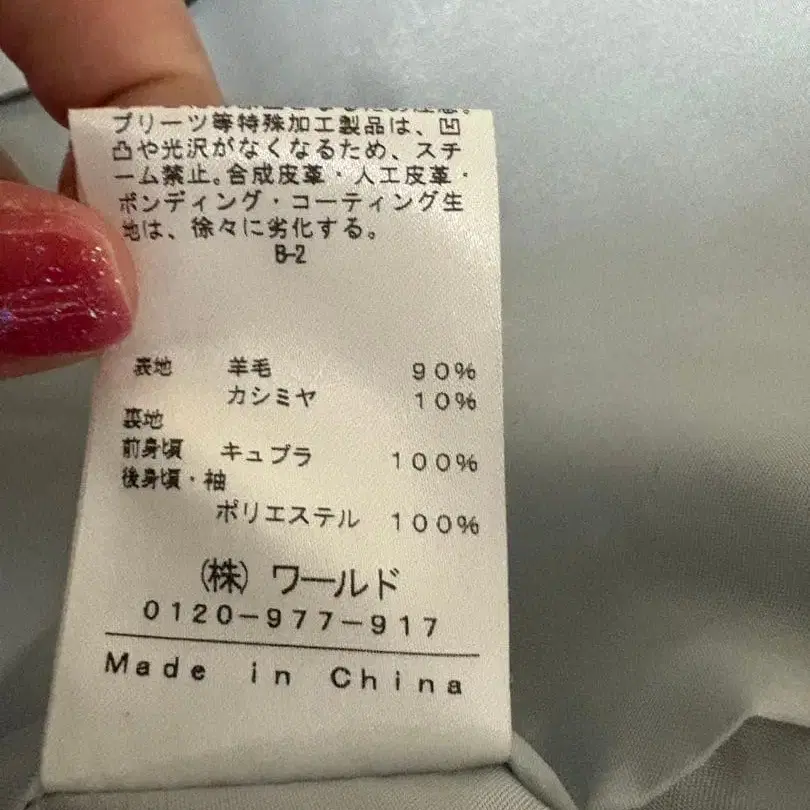 プリーツ等特殊加工製品は、凹
凸や光沢がなくなるため、スチ
ーム禁止。合成皮革・人工皮革・
ボンディング・コーティング生
地は、徐々に劣化する。
B-2
表地 羊毛 90%
カシミヤ 10%
裏地
前身頃 キュプラ 100%
後身頃・袖
ポリエステル 100%
(株) ワールド
0120-977-917
Made in China